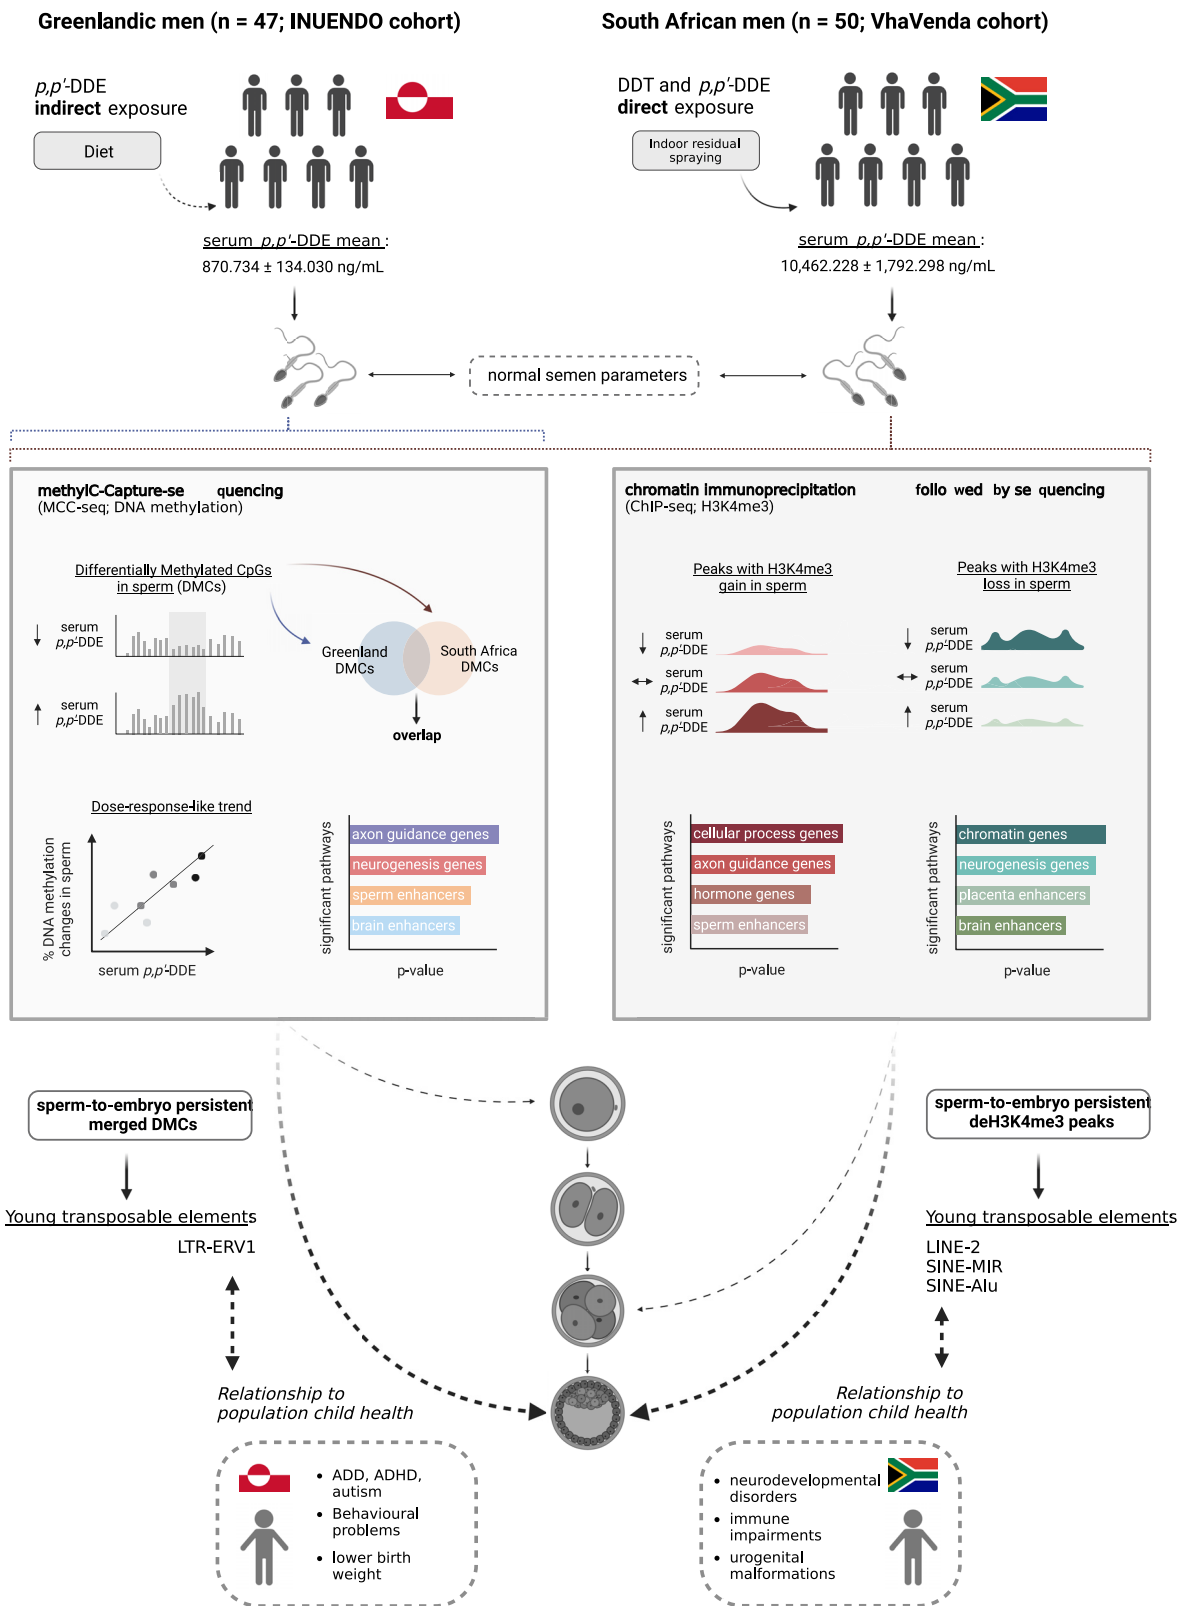 Greenlandic men (n = 47; INUENDO cohort)
South African men (n = 50; VhaVenda cohort)
p,p'-DDE
indirect exposure
Diet
serum p,p'-DDE mean :
870.734 ± 134.030 ng/mL
DDT and p,p'-DDE
direct exposure
Indoor residual
spraying
serum p,p'-DDE mean :
10,462.228 ± 1,792.298 ng/mL
normal semen parameters
methylC-Capture-se quencing
(MCC-seq; DNA methylation)
Differentially Methylated CpGs
in sperm (DMCs)
serum
p,p'-DDE
serum
p,p'-DDE
Greenland
DMCs
South Africa
DMCs
overlap
Dose-response-like trend
% DNA methylation
changes in sperm
serum p,p'-DDE
significant pathways
axon guidance genes
neurogenesis genes
sperm enhancers
brain enhancers
p-value
chromatin immunoprecipitation follo wed by se quencing
(ChIP-seq; H3K4me3)
Peaks with H3K4me3
gain in sperm
serum
p,p'-DDE
serum
p,p'-DDE
serum
p,p'-DDE
Peaks with H3K4me3
loss in sperm
serum
p,p'-DDE
serum
p,p'-DDE
serum
p,p'-DDE
significant pathways
cellular process genes
axon guidance genes
hormone genes
sperm enhancers
p-value
significant pathways
chromatin genes
neurogenesis genes
placenta enhancers
brain enhancers
p-value
sperm-to-embryo persistent
merged DMCs
Young transposable elements
LTR-ERV1
Relationship to
population child health
• ADD, ADHD,
autism
• Behavioural
problems
• lower birth
weight
sperm-to-embryo persistent
deH3K4me3 peaks
Young transposable elements
LINE-2
SINE-MIR
SINE-Alu
Relationship to
population child health
• neurodevelopmental
disorders
• immune
impairments
• urogenital
malformations